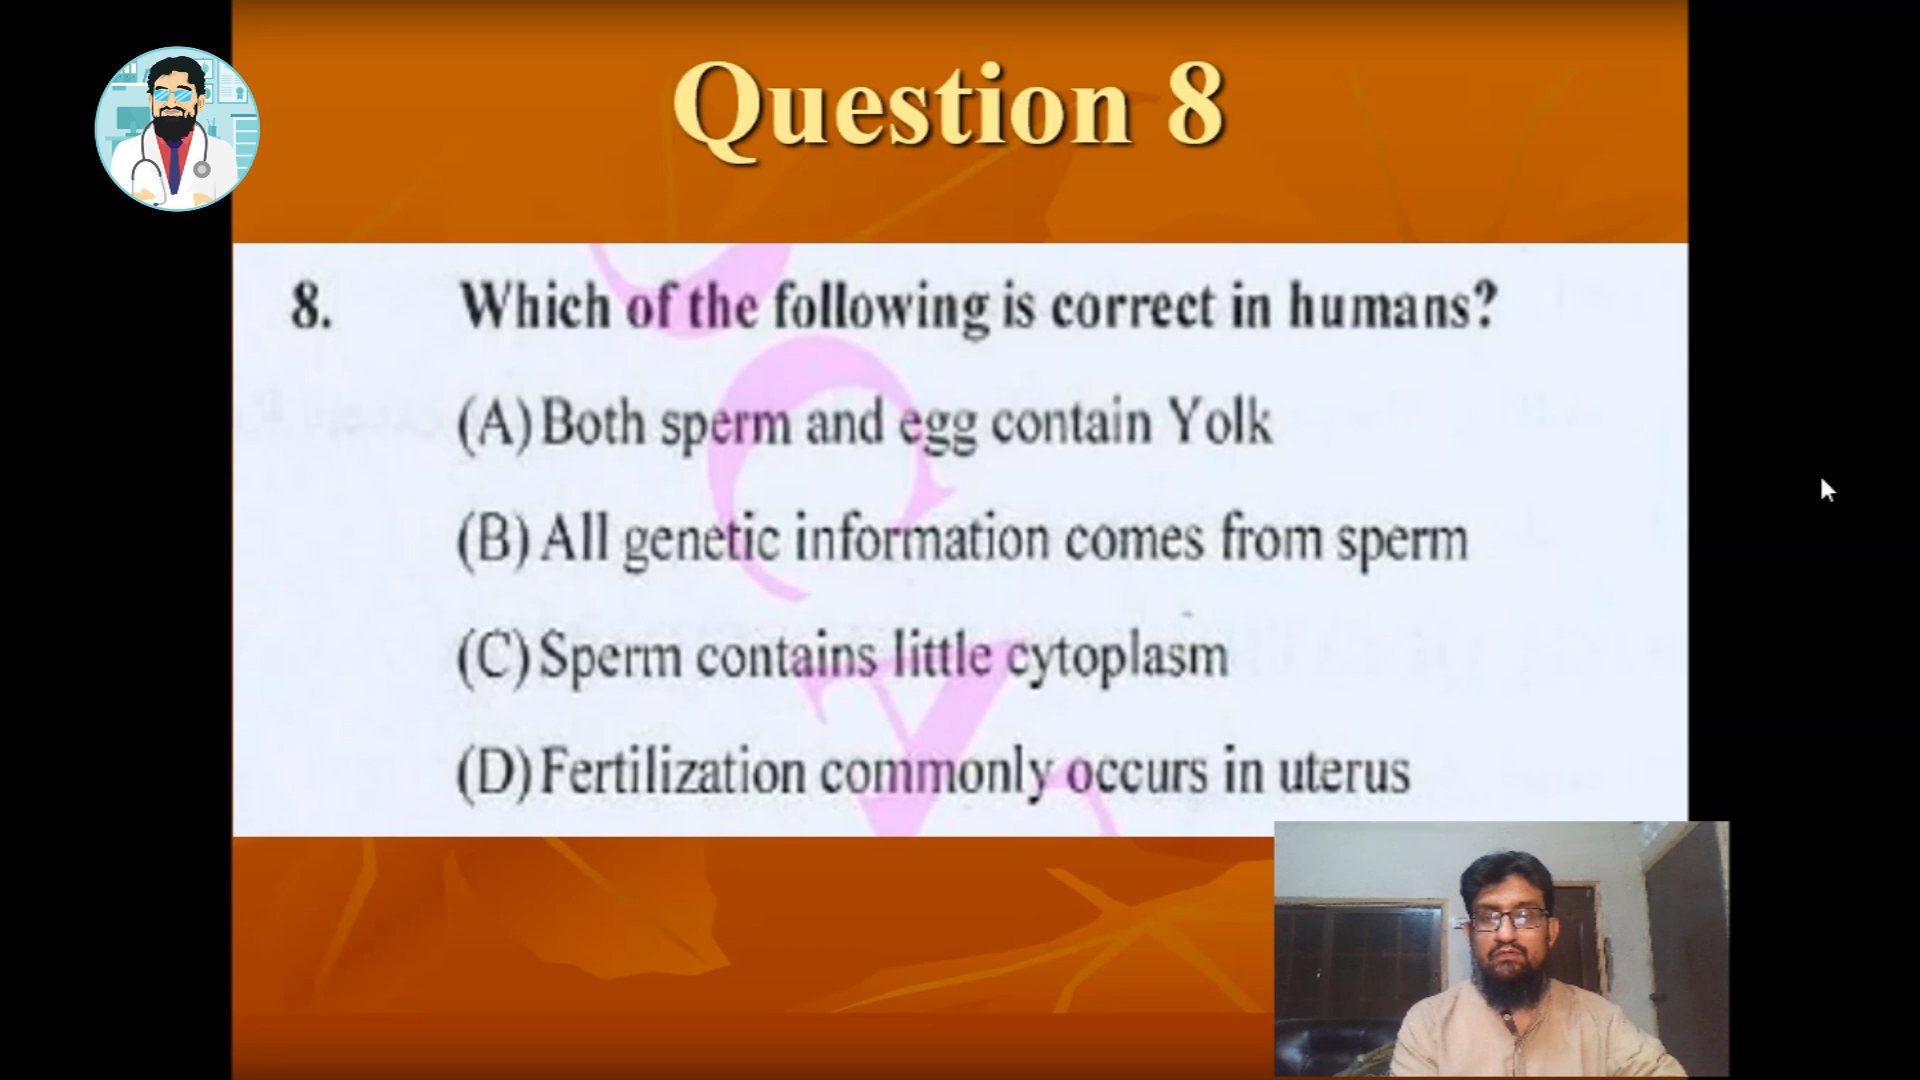 Question 8
8. Which of the following is correct in humans?
(A) Both sperm and egg contain Yolk
(B) All genetic information comes from sperm
(C) Sperm contains little cytoplasm
(D) Fertilization commonly occurs in uterus